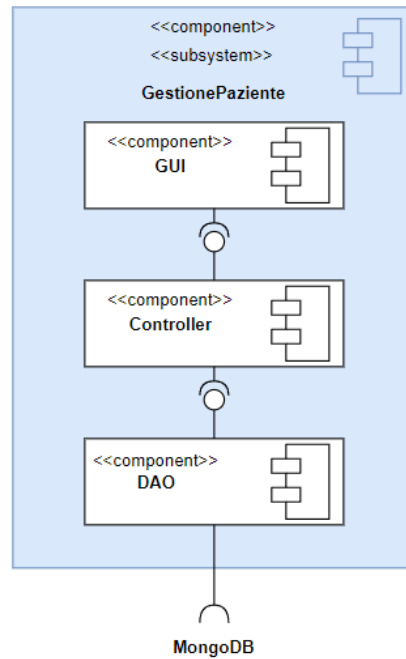 <<component>>
<<subsystem>>
GestionePaziente
<<component>>
GUI
<<component>>
Controller
<<component>>
DAO
MongoDB